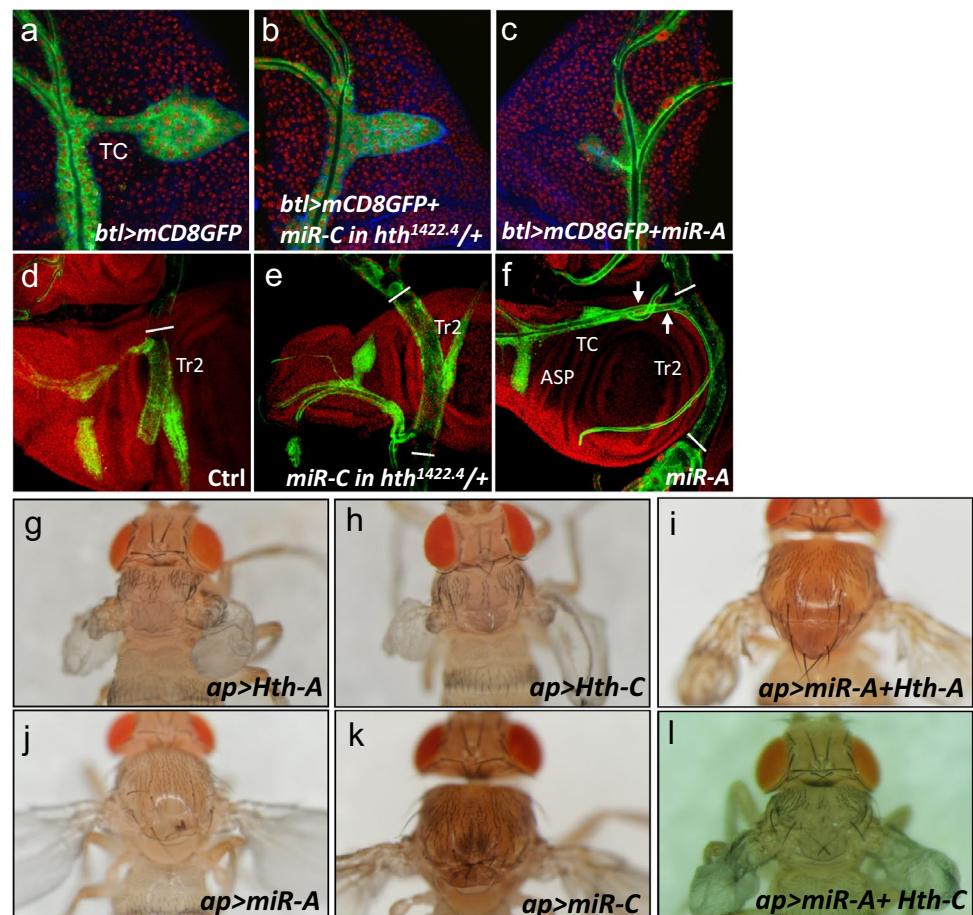 a
TC
btl>mCD8GFP
b
btl>mCD8GFP+
miR-C in hth1422.4/+
c
btl>mCD8GFP+miR-A
d
Tr2
Ctrl
e
Tr2
miR-C in hth1422.4/+
f
TC
Tr2
ASP
miR-A
g
ap>Hth-A
h
ap>Hth-C
i
ap>miR-A+Hth-A
j
ap>miR-A
k
ap>miR-C
l
ap>miR-A+ Hth-C